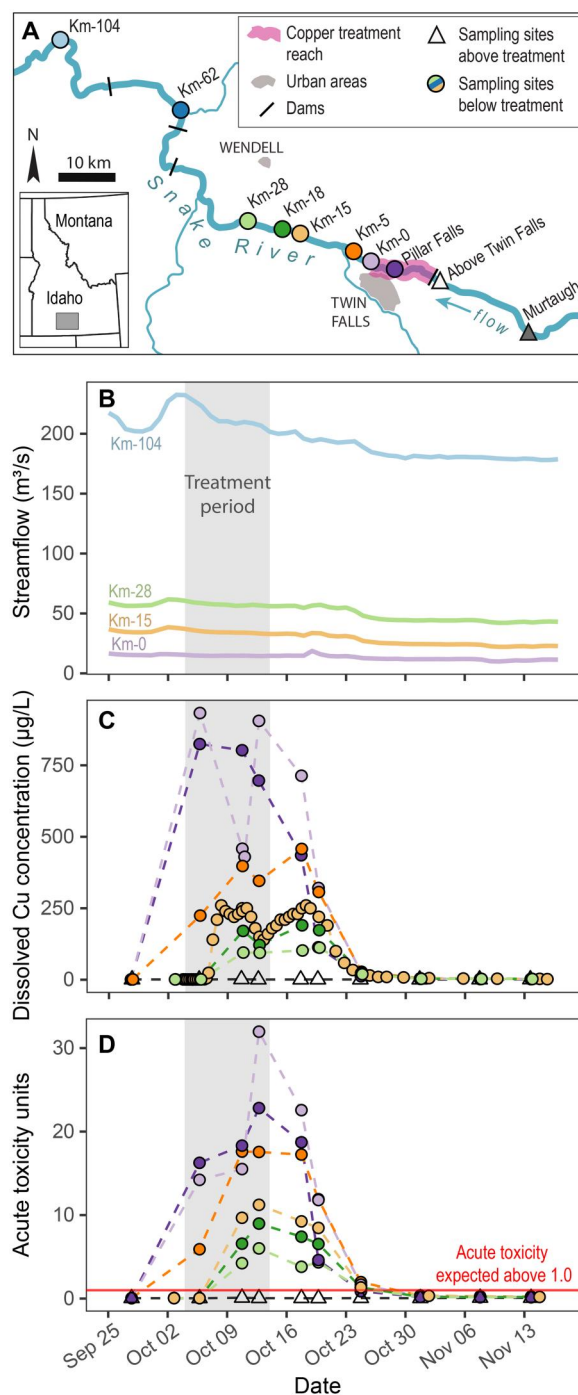 A
Km-104
Km-62
Copper treatment
reach
Urban areas
Dams
Sampling sites
above treatment
Sampling sites
below treatment
N
10 km
WENDELL
Km-28
Km-18
Km-15
Km-5
Km-0
Pillar Falls
Above Twin Falls
Murtaugh
Snake River
TWIN
FALLS
flow
Montana
Idaho
B
Streamflow (m³/s)
200
150
100
50
0
Km-104
Treatment
period
Km-28
Km-15
Km-0
C
Dissolved Cu concentration (µg/L)
750
500
250
0
D
Acute toxicity units
30
20
10
0
Acute toxicity
expected above 1.0
Sep 25
Oct 02
Oct 09
Oct 16
Oct 23
Oct 30
Nov 06
Nov 13
Date